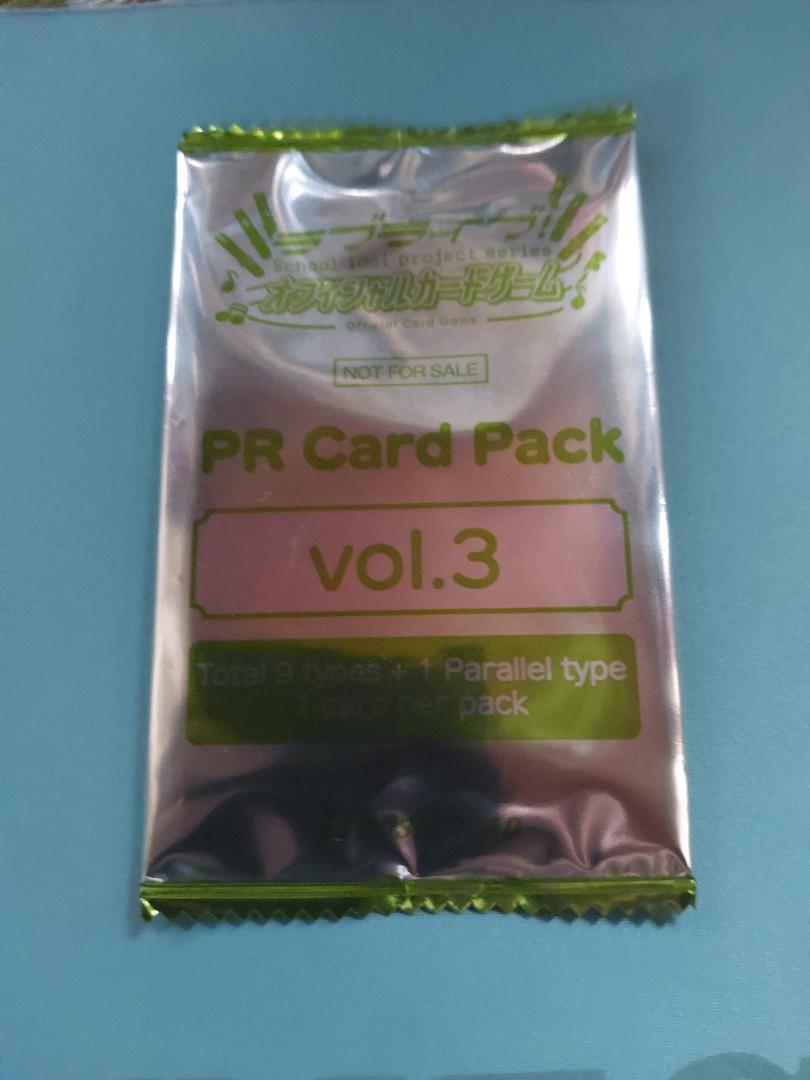 ラブライブ!
School idol project series
オフィシャルカードゲーム
Official Card Game
NOT FOR SALE
PR Card Pack
vol.3
Total 9 types + 1 Parallel type
1 card per pack